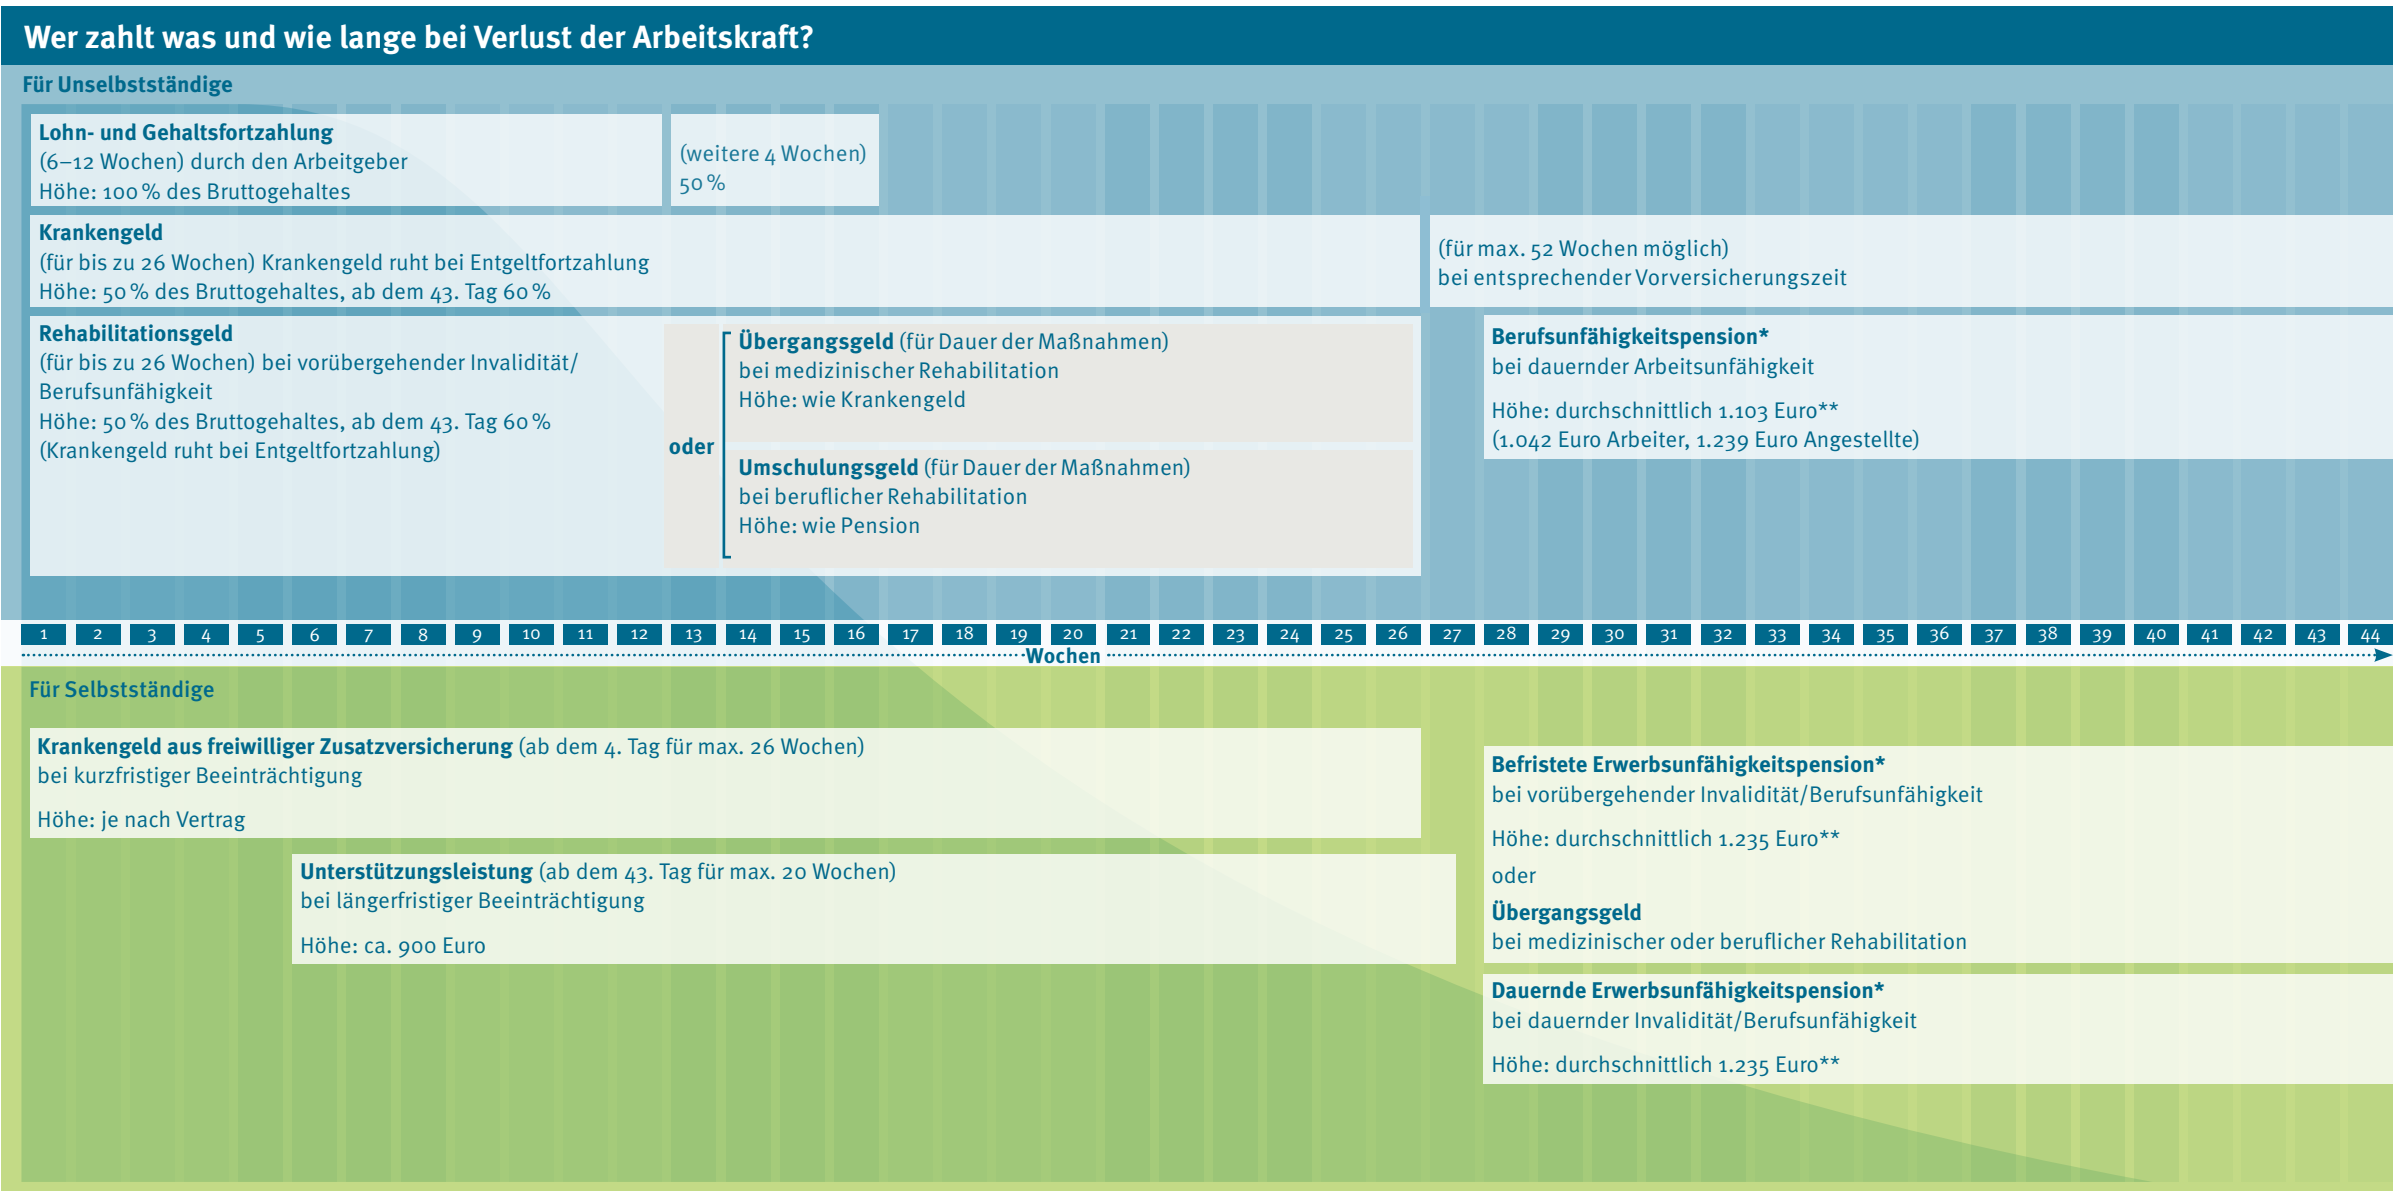 Wer zahlt was und wie lange bei Verlust der Arbeitskraft?
Für Unselbstständige
Lohn- und Gehaltsfortzahlung
(6–12 Wochen) durch den Arbeitgeber
Höhe: 100 % des Bruttogehaltes
(weitere 4 Wochen)
50 %
Krankengeld
(für bis zu 26 Wochen) Krankengeld ruht bei Entgeltfortzahlung
Höhe: 50 % des Bruttogehaltes, ab dem 43. Tag 60 %
(für max. 52 Wochen möglich)
bei entsprechender Vorversicherungszeit
Rehabilitationsgeld
(für bis zu 26 Wochen) bei vorübergehender Invalidität/
Berufsunfähigkeit
Höhe: 50 % des Bruttogehaltes, ab dem 43. Tag 60 %
(Krankengeld ruht bei Entgeltfortzahlung)
oder
Übergangsgeld (für Dauer der Maßnahmen)
bei medizinischer Rehabilitation
Höhe: wie Krankengeld
Umschulungsgeld (für Dauer der Maßnahmen)
bei beruflicher Rehabilitation
Höhe: wie Pension
Berufsunfähigkeitspension*
bei dauernder Arbeitsunfähigkeit
Höhe: durchschnittlich 1.103 Euro**
(1.042 Euro Arbeiter, 1.239 Euro Angestellte)
1 2 3 4 5 6 7 8 9 10 11 12 13 14 15 16 17 18 19 20 21 22 23 24 25 26 27 28 29 30 31 32 33 34 35 36 37 38 39 40 41 42 43 44
Wochen
Für Selbstständige
Krankengeld aus freiwilliger Zusatzversicherung (ab dem 4. Tag für max. 26 Wochen)
bei kurzfristiger Beeinträchtigung
Höhe: je nach Vertrag
Unterstützungsleistung (ab dem 43. Tag für max. 20 Wochen)
bei längerfristiger Beeinträchtigung
Höhe: ca. 900 Euro
Befristete Erwerbsunfähigkeitspension*
bei vorübergehender Invalidität/Berufsunfähigkeit
Höhe: durchschnittlich 1.235 Euro**
oder
Übergangsgeld
bei medizinischer oder beruflicher Rehabilitation
Dauernde Erwerbsunfähigkeitspension*
bei dauernder Invalidität/Berufsunfähigkeit
Höhe: durchschnittlich 1.235 Euro**